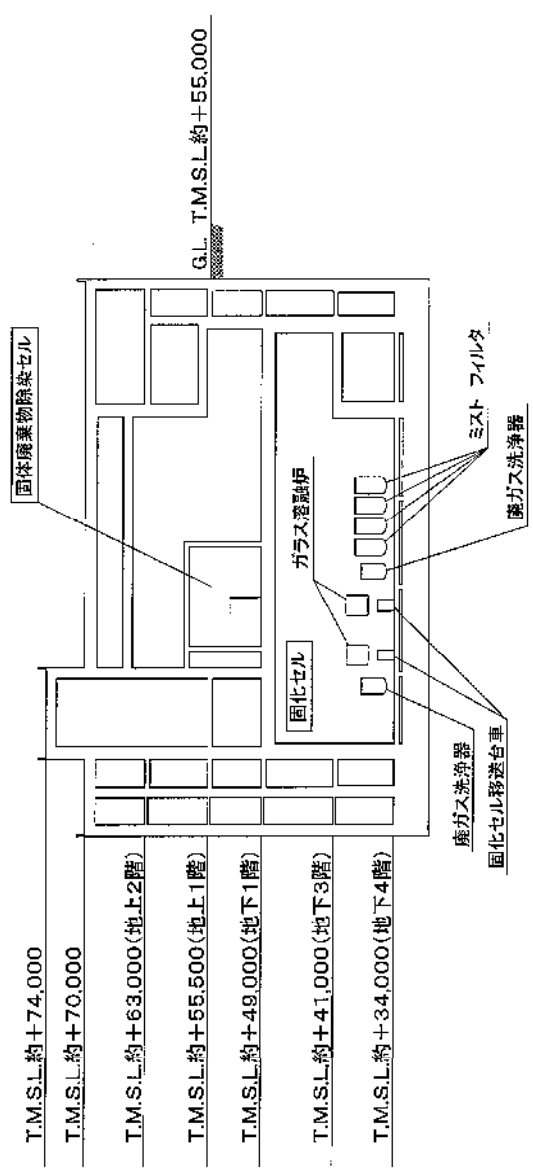 T.M.S.L.約+74,000
T.M.S.L.約+70,000
T.M.S.L.約+63,000(地上2階)
T.M.S.L.約+55,500(地上1階)
T.M.S.L.約+49,000(地下1階)
T.M.S.L.約+41,000(地下3階)
T.M.S.L.約+34,000(地下4階)
固体廃棄物除染セル
G.L. T.M.S.L.約+55,000
固化セル
ガラス溶融炉
廃ガス洗浄器
固化セル移送台車
廃ガス洗浄器
ミスト フィルタ